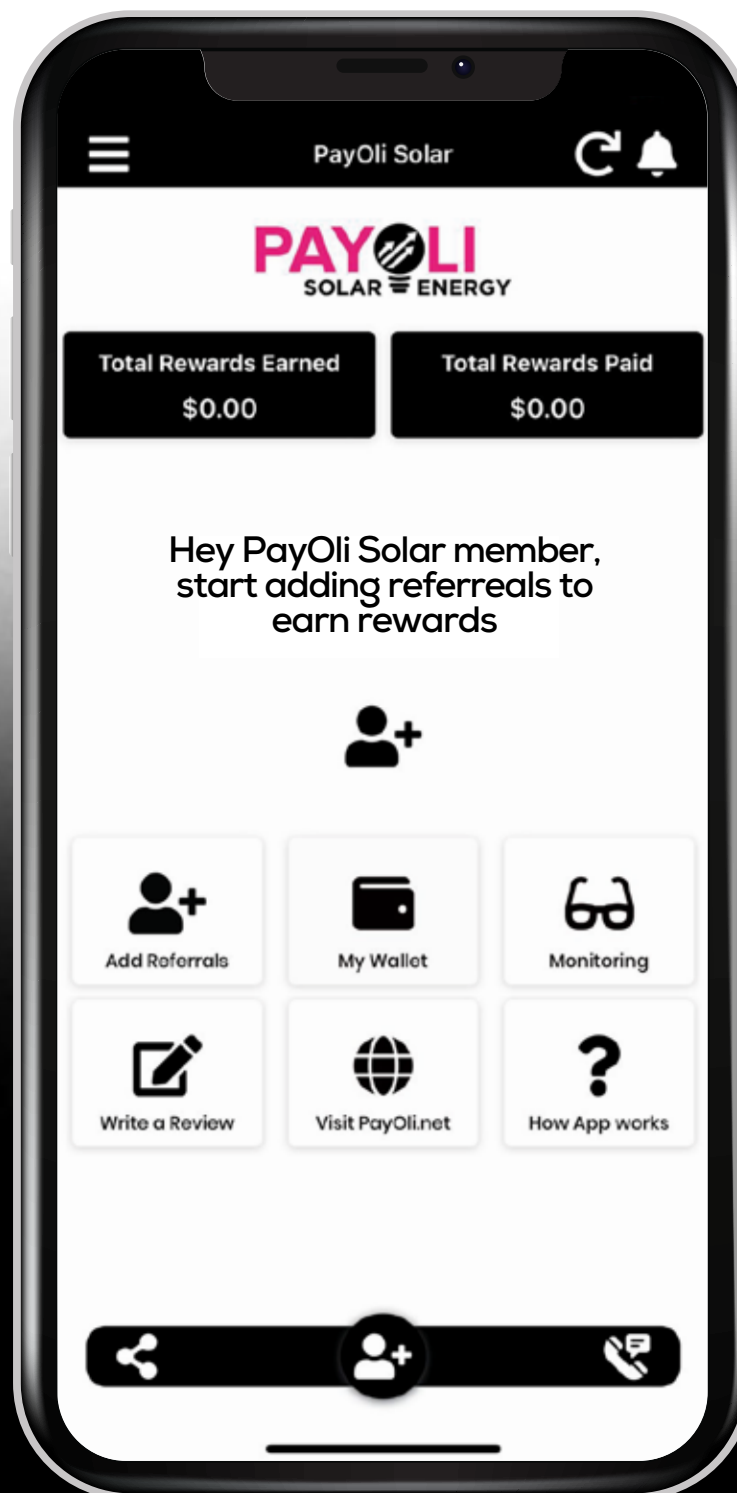 PayOli Solar
PAYOLI
SOLAR ENERGY
Total Rewards Earned
$0.00
Total Rewards Paid
$0.00
Hey PayOli Solar member,
start adding referreals to
earn rewards
Add Referrals
My Wallet
Monitoring
Write a Review
Visit PayOli.net
How App works